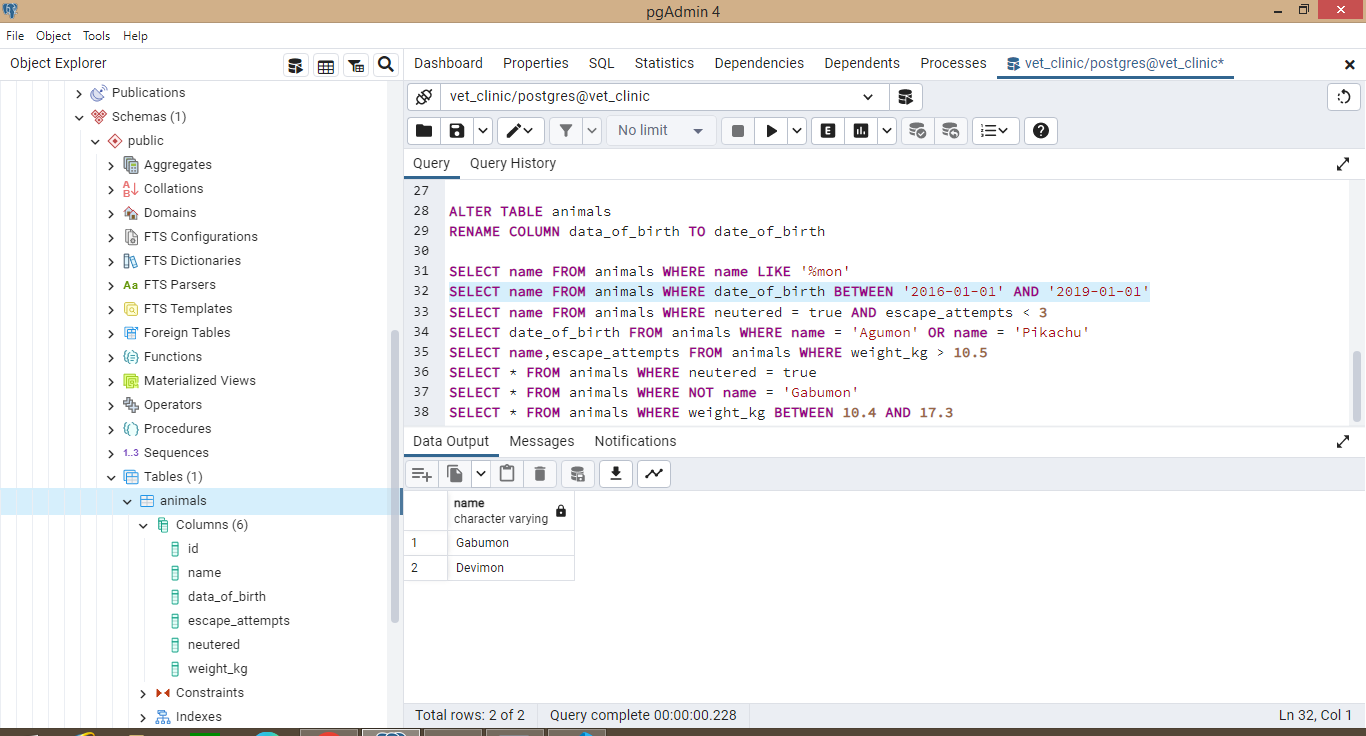 pgAdmin 4
File Object Tools Help
Object Explorer
Dashboard Properties SQL Statistics Dependencies Dependents Processes vet_clinic/postgres@vet_clinic*
vet_clinic/postgres@vet_clinic
No limit
E
Query Query History
Publications
Schemas (1)
public
Aggregates
Collations
Domains
FTS Configurations
FTS Dictionaries
Aa FTS Parsers
FTS Templates
Foreign Tables
Functions
Materialized Views
Operators
Procedures
1..3 Sequences
Tables (1)
animals
Columns (6)
id
name
data_of_birth
escape_attempts
neutered
weight_kg
Constraints
Indexes
27
28 ALTER TABLE animals
29 RENAME COLUMN data_of_birth TO date_of_birth
30
31 SELECT name FROM animals WHERE name LIKE '%mon'
32 SELECT name FROM animals WHERE date_of_birth BETWEEN '2016-01-01' AND '2019-01-01'
33 SELECT name FROM animals WHERE neutered = true AND escape_attempts < 3
34 SELECT date_of_birth FROM animals WHERE name = 'Agumon' OR name = 'Pikachu'
35 SELECT name,escape_attempts FROM animals WHERE weight_kg > 10.5
36 SELECT * FROM animals WHERE neutered = true
37 SELECT * FROM animals WHERE NOT name = 'Gabumon'
38 SELECT * FROM animals WHERE weight_kg BETWEEN 10.4 AND 17.3
Data Output Messages Notifications
name
character varying
1 Gabumon
2 Devimon
Total rows: 2 of 2 Query complete 00:00:00.228 Ln 32, Col 1